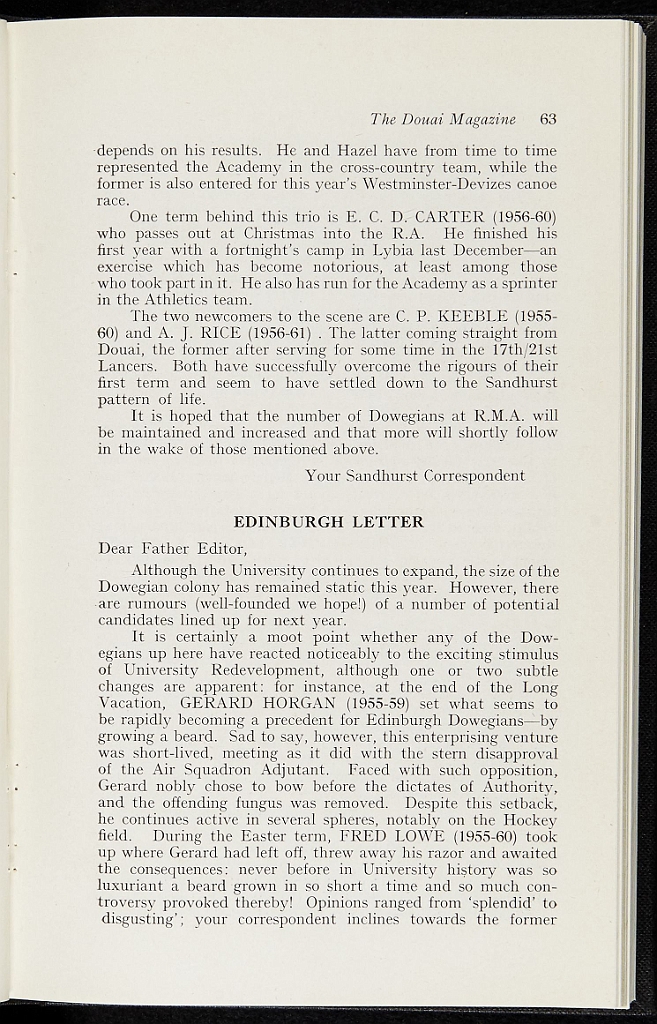 The Douai Magazine 63
depends on his results. He and Hazel have from time to time
represented the Academy in the cross-country team, while the
former is also entered for this year's Westminster-Devizes canoe
race.
One term behind this trio is E. C. D. CARTER (1956-60)
who passes out at Christmas into the R.A. He finished his
first year with a fortnight's camp in Lybia last December—an
exercise which has become notorious, at least among those
who took part in it. He also has run for the Academy as a sprinter
in the Athletics team.
The two newcomers to the scene are C. P. KEEBLE (1955-
60) and A. J. RICE (1956-61) . The latter coming straight from
Douai, the former after serving for some time in the 17th/21st
Lancers. Both have successfully overcome the rigours of their
first term and seem to have settled down to the Sandhurst
pattern of life.
It is hoped that the number of Dowegians at R.M.A. will
be maintained and increased and that more will shortly follow
in the wake of those mentioned above.
Your Sandhurst Correspondent
EDINBURGH LETTER
Dear Father Editor,
Although the University continues to expand, the size of the
Dowegian colony has remained static this year. However, there
are rumours (well-founded we hope!) of a number of potential
candidates lined up for next year.
It is certainly a moot point whether any of the Dow-
egians up here have reacted noticeably to the exciting stimulus
of University Redevelopment, although one or two subtle
changes are apparent: for instance, at the end of the Long
Vacation, GERARD HORGAN (1955-59) set what seems to
be rapidly becoming a precedent for Edinburgh Dowegians—by
growing a beard. Sad to say, however, this enterprising venture
was short-lived, meeting as it did with the stern disapproval
of the Air Squadron Adjutant. Faced with such opposition,
Gerard nobly chose to bow before the dictates of Authority,
and the offending fungus was removed. Despite this setback,
he continues active in several spheres, notably on the Hockey
field. During the Easter term, FRED LOWE (1955-60) took
up where Gerard had left off, threw away his razor and awaited
the consequences: never before in University history was so
luxuriant a beard grown in so short a time and so much con-
troversy provoked thereby! Opinions ranged from 'splendid' to
disgusting'; your correspondent inclines towards the former